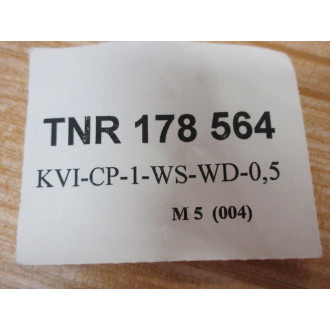 TNR 178 564
KVI-CP-1-WS-WD-0,5
M 5 (004)